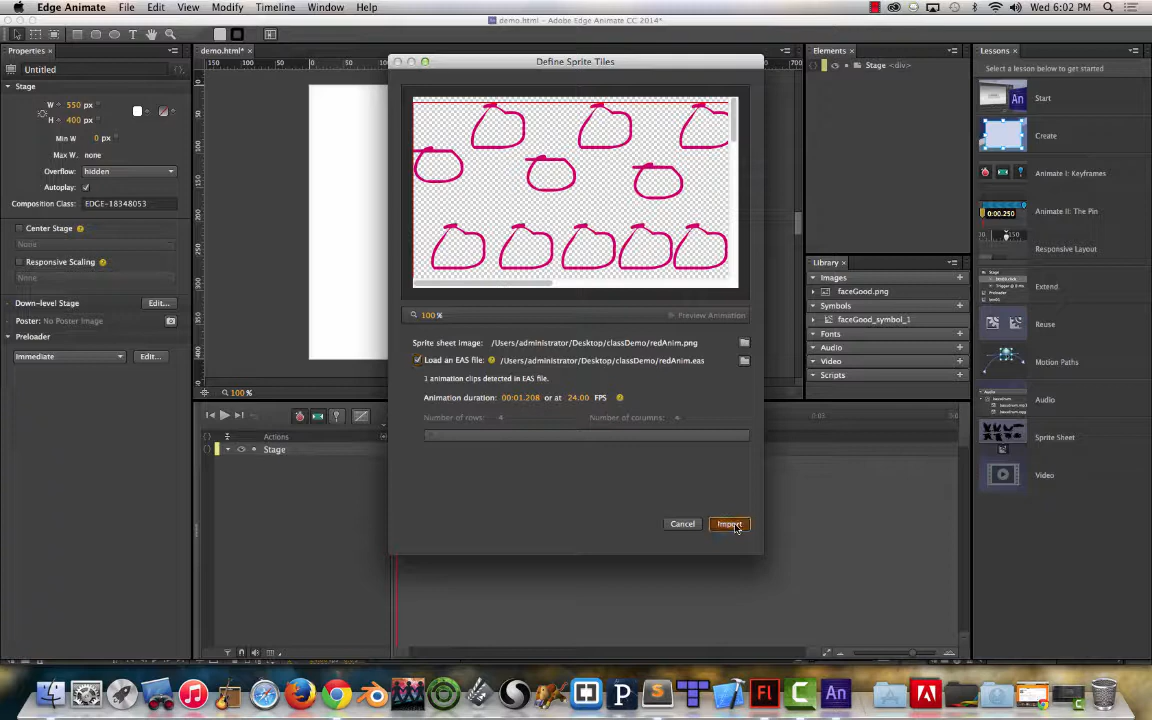 Edge Animate File Edit View Modify Timeline Window Help Wed 6:02 PM
demo.html - Adobe Edge Animate CC 2014*
Properties × demo.html* × Elements × Lessons ×
Untitled
Stage
W 550 px
H 400 px
Min W 0 px
Max W. none
Overflow: hidden
Autoplay:
Composition Class: EDGE-18348053
Center Stage
None
Responsive Scaling:
None.
Down-level Stage Edit...
Poster: No Poster Image
Preloader
Immediate Edit...
Define Sprite Tiles
100 %
Preview Animation
Sprite sheet image: /Users/administrator/Desktop/classDemo/redAnim.png
Load an EAS file: /Users/administrator/Desktop/classDemo/redAnim.eas
1 animation clips detected in EAS file.
Animation duration: 00:01.208 or at 24.00 FPS
Number of rows: Number of columns:
Cancel Import
100 %
Actions
Stage
0:03
Stage <div>
Library ×
Images
faceGood.png
Symbols
faceGood_symbol_1
Fonts
Audio
Video
Scripts
Select a lesson below to get started
Start
Create
Animate I: Keyframes
Animate II: The Pin
0:00.250
Responsive Layout
Extend
Reuse
Motion Paths
Audio
Sprite Sheet
Video